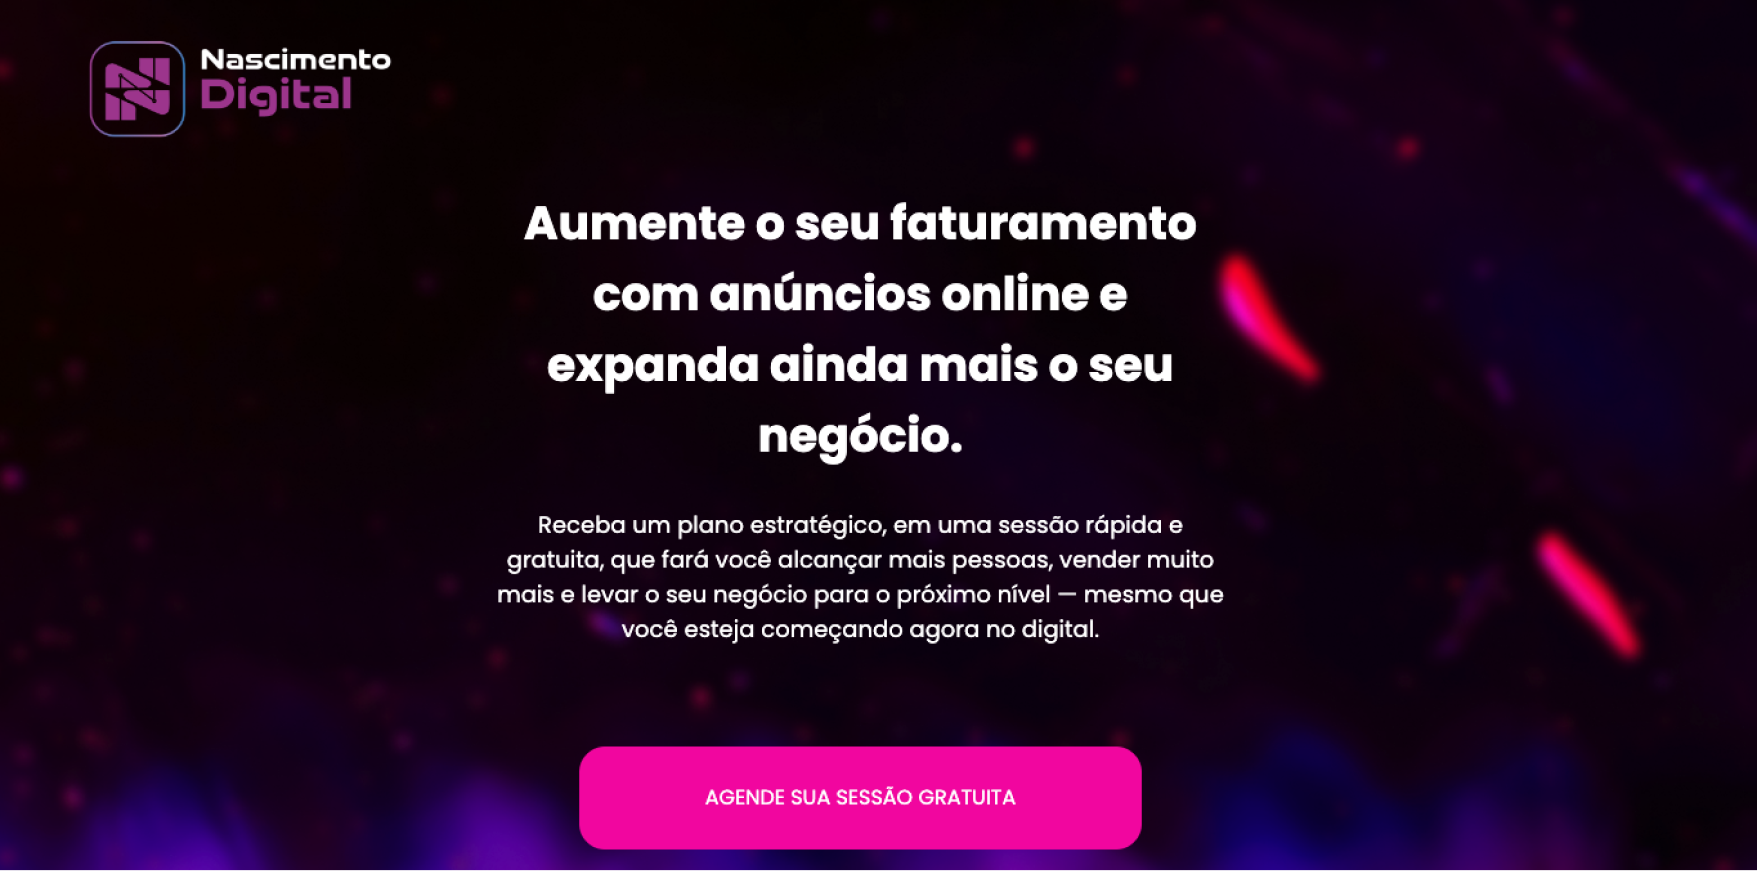 Nascimento
Digital
Aumente o seu faturamento
com anúncios online e
expanda ainda mais o seu
negócio.
Receba um plano estratégico, em uma sessão rápida e
gratuita, que fará você alcançar mais pessoas, vender muito
mais e levar o seu negócio para o próximo nível — mesmo que
você esteja começando agora no digital.
AGENDE SUA SESSÃO GRATUITA